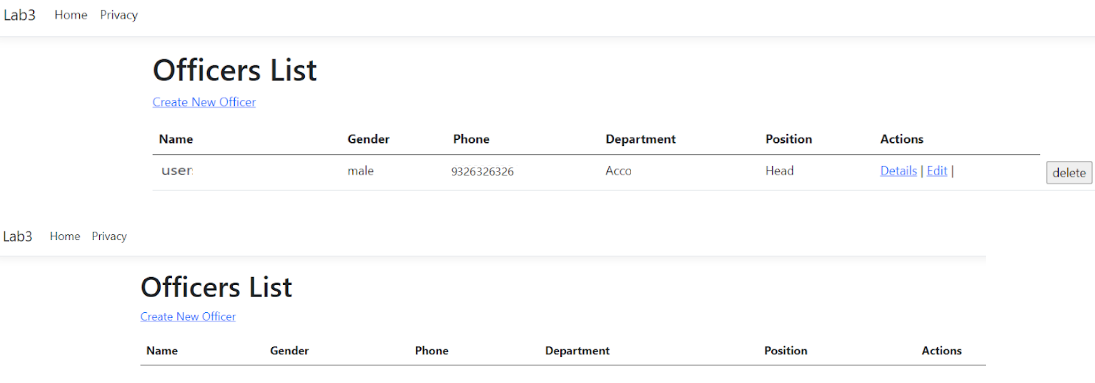 Lab3 Home Privacy
Officers List
Create New Officer
Name Gender Phone Department Position Actions
user male 9326326326 Acco Head Details | Edit | delete
Lab3 Home Privacy
Officers List
Create New Officer
Name Gender Phone Department Position Actions